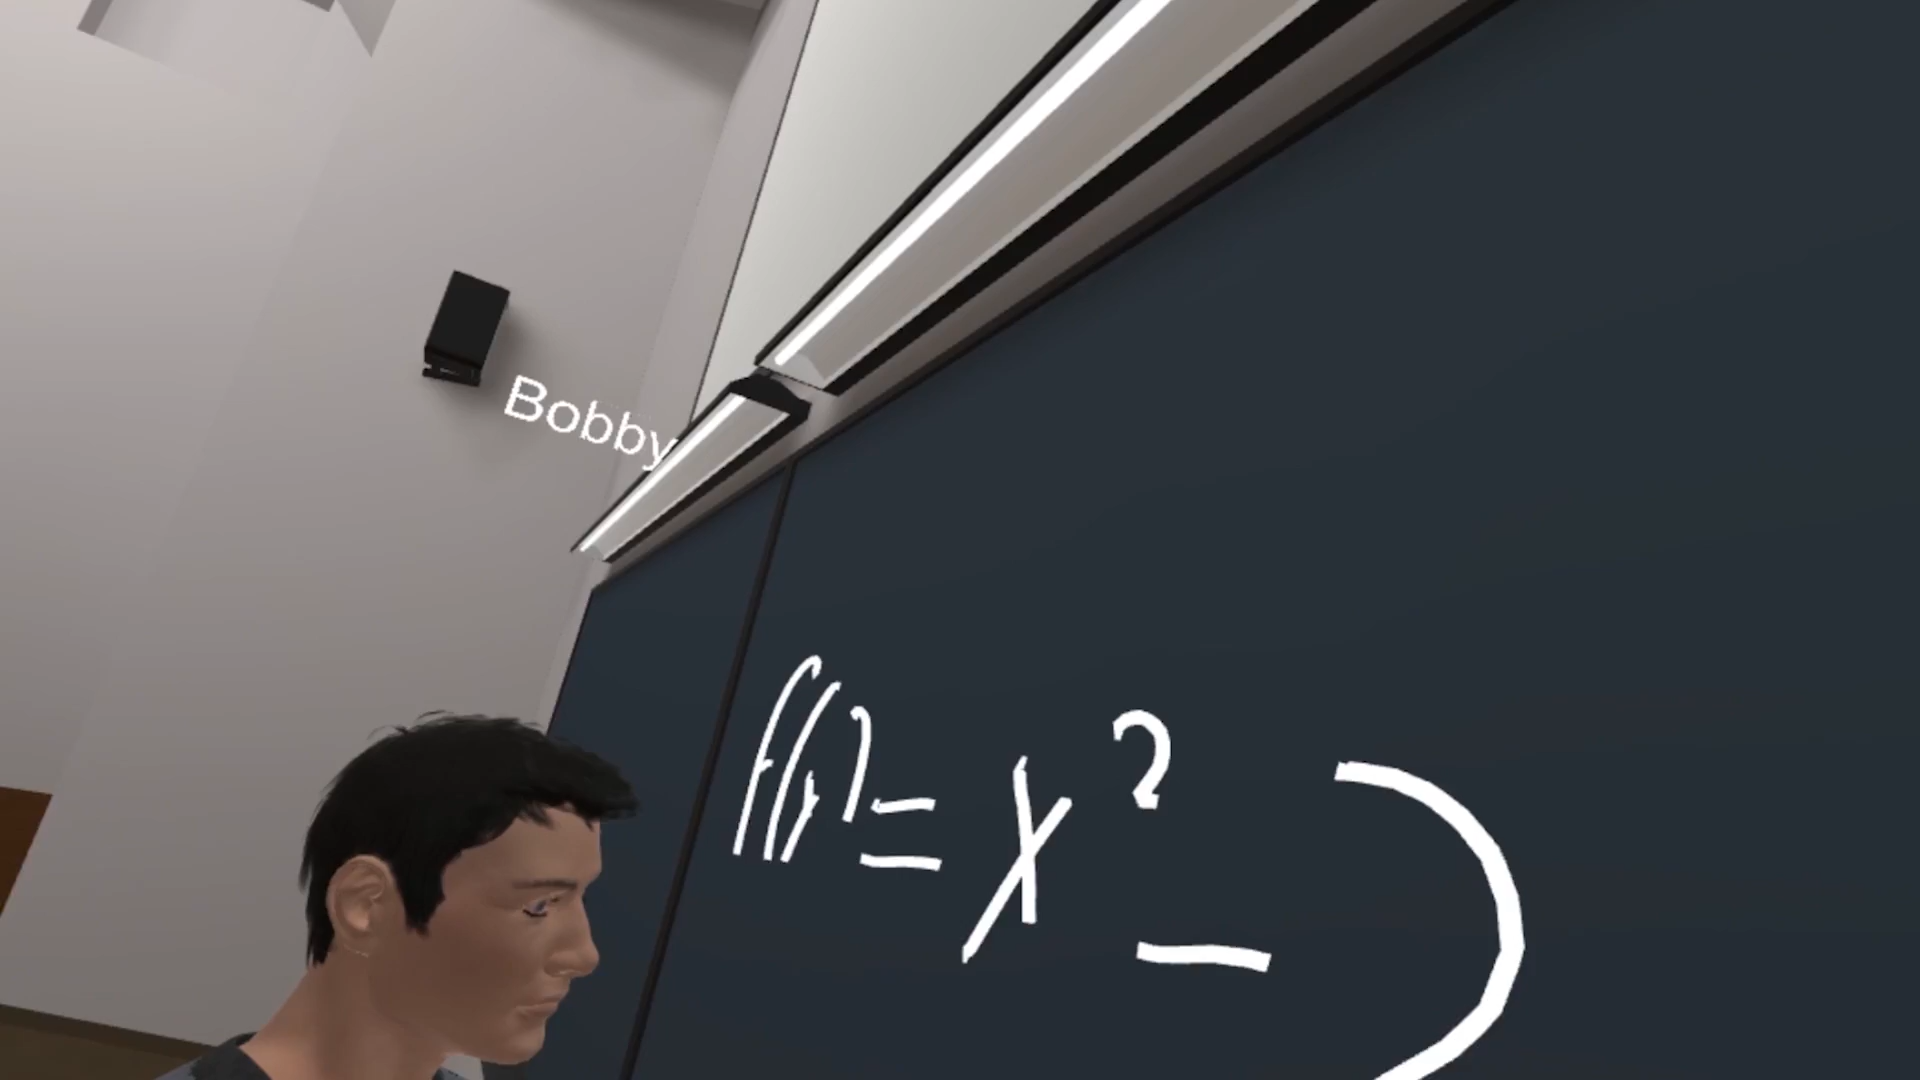 Bobby
f(x) = x² -